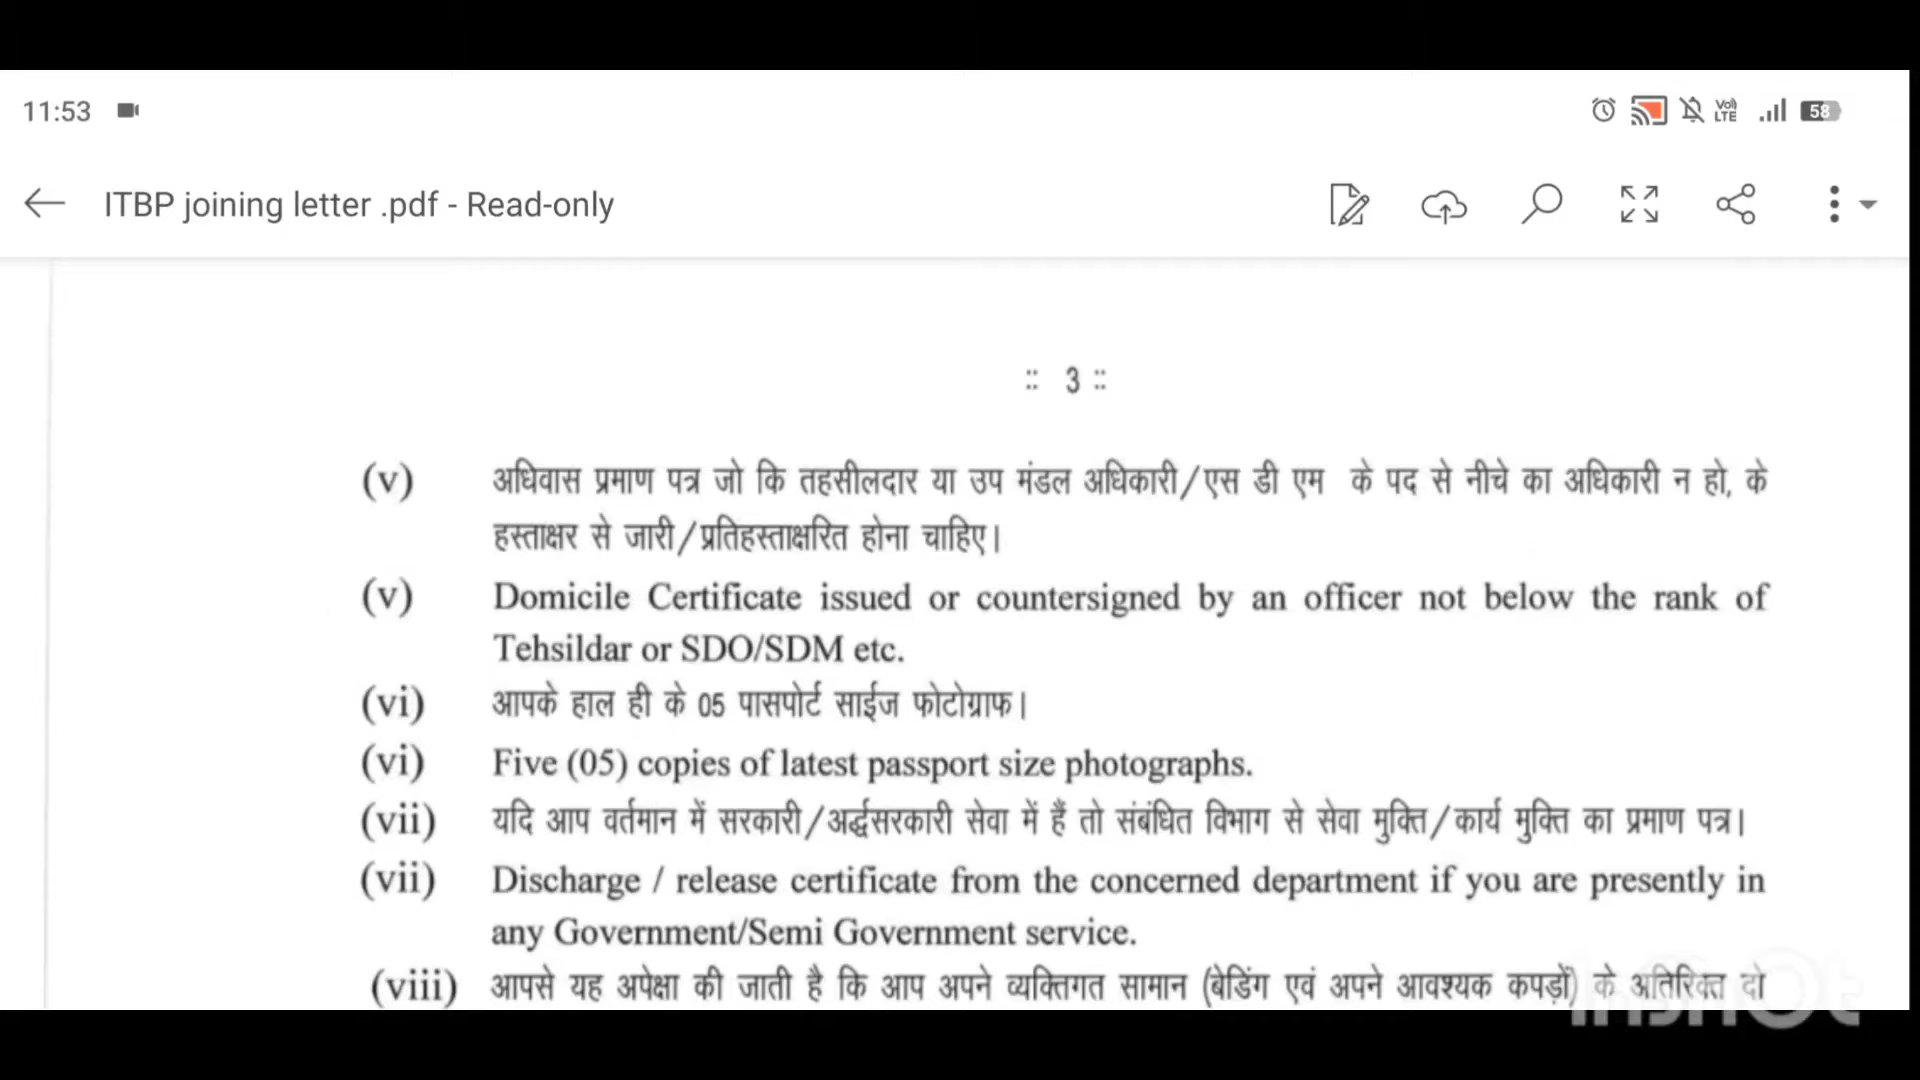 11:53
Vo) LTE
58
ITBP joining letter .pdf - Read-only
:: 3 ::
(v) अधिवास प्रमाण पत्र जो कि तहसीलदार या उप मंडल अधिकारी/एस डी एम के पद से नीचे का अधिकारी न हो, के
हस्ताक्षर से जारी/प्रतिहस्ताक्षरित होना चाहिए।
(v) Domicile Certificate issued or countersigned by an officer not below the rank of
Tehsildar or SDO/SDM etc.
(vi) आपके हाल ही के 05 पासपोर्ट साईज फोटोग्राफ।
(vi) Five (05) copies of latest passport size photographs.
(vii) यदि आप वर्तमान में सरकारी/अर्द्धसरकारी सेवा में हैं तो संबंधित विभाग से सेवा मुक्ति/कार्य मुक्ति का प्रमाण पत्र।
(vii) Discharge / release certificate from the concerned department if you are presently in
any Government/Semi Government service.
(viii) आपसे यह अपेक्षा की जाती है कि आप अपने व्यक्तिगत सामान (बेडिंग एवं अपने आवश्यक कपड़ों) के अतिरिक्त दो
InShOt